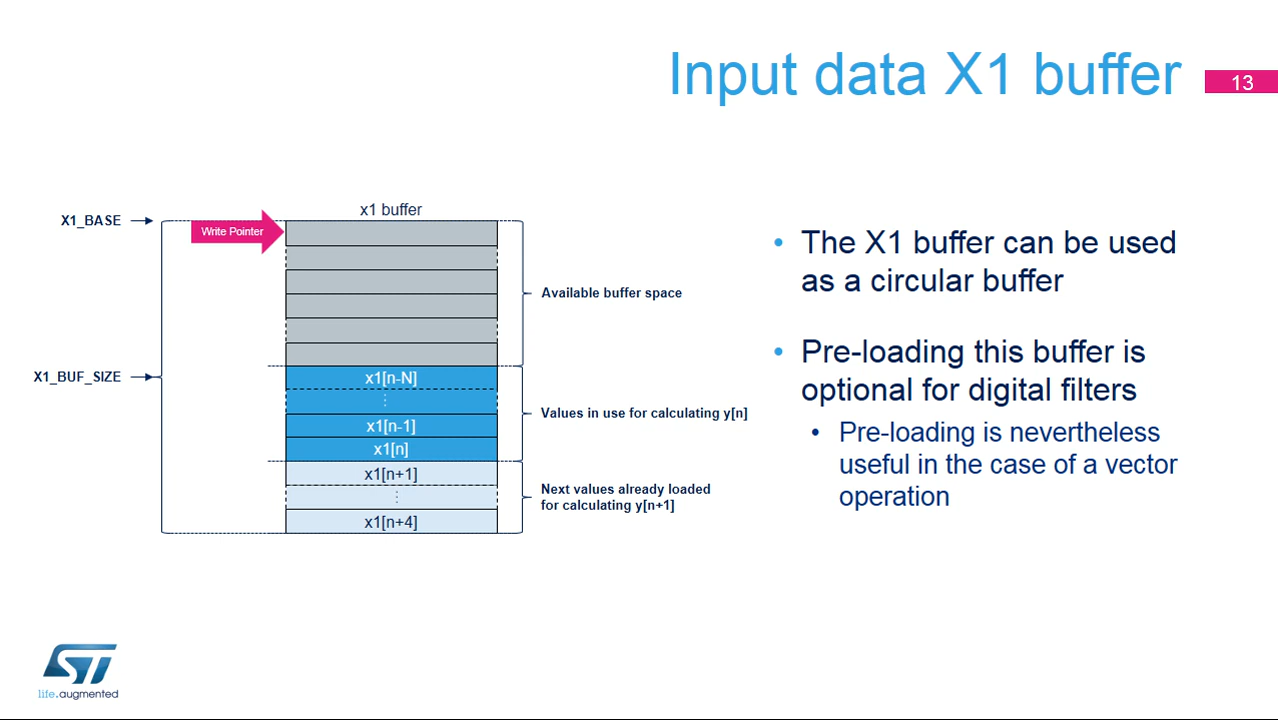 Input data X1 buffer
13
x1 buffer
X1_BASE
Write Pointer
Available buffer space
X1_BUF_SIZE
x1[n-N]
⋮
x1[n-1]
x1[n]
Values in use for calculating y[n]
x1[n+1]
⋮
x1[n+4]
Next values already loaded
for calculating y[n+1]
• The X1 buffer can be used
as a circular buffer
• Pre-loading this buffer is
optional for digital filters
• Pre-loading is nevertheless
useful in the case of a vector
operation
ST
life.augmented